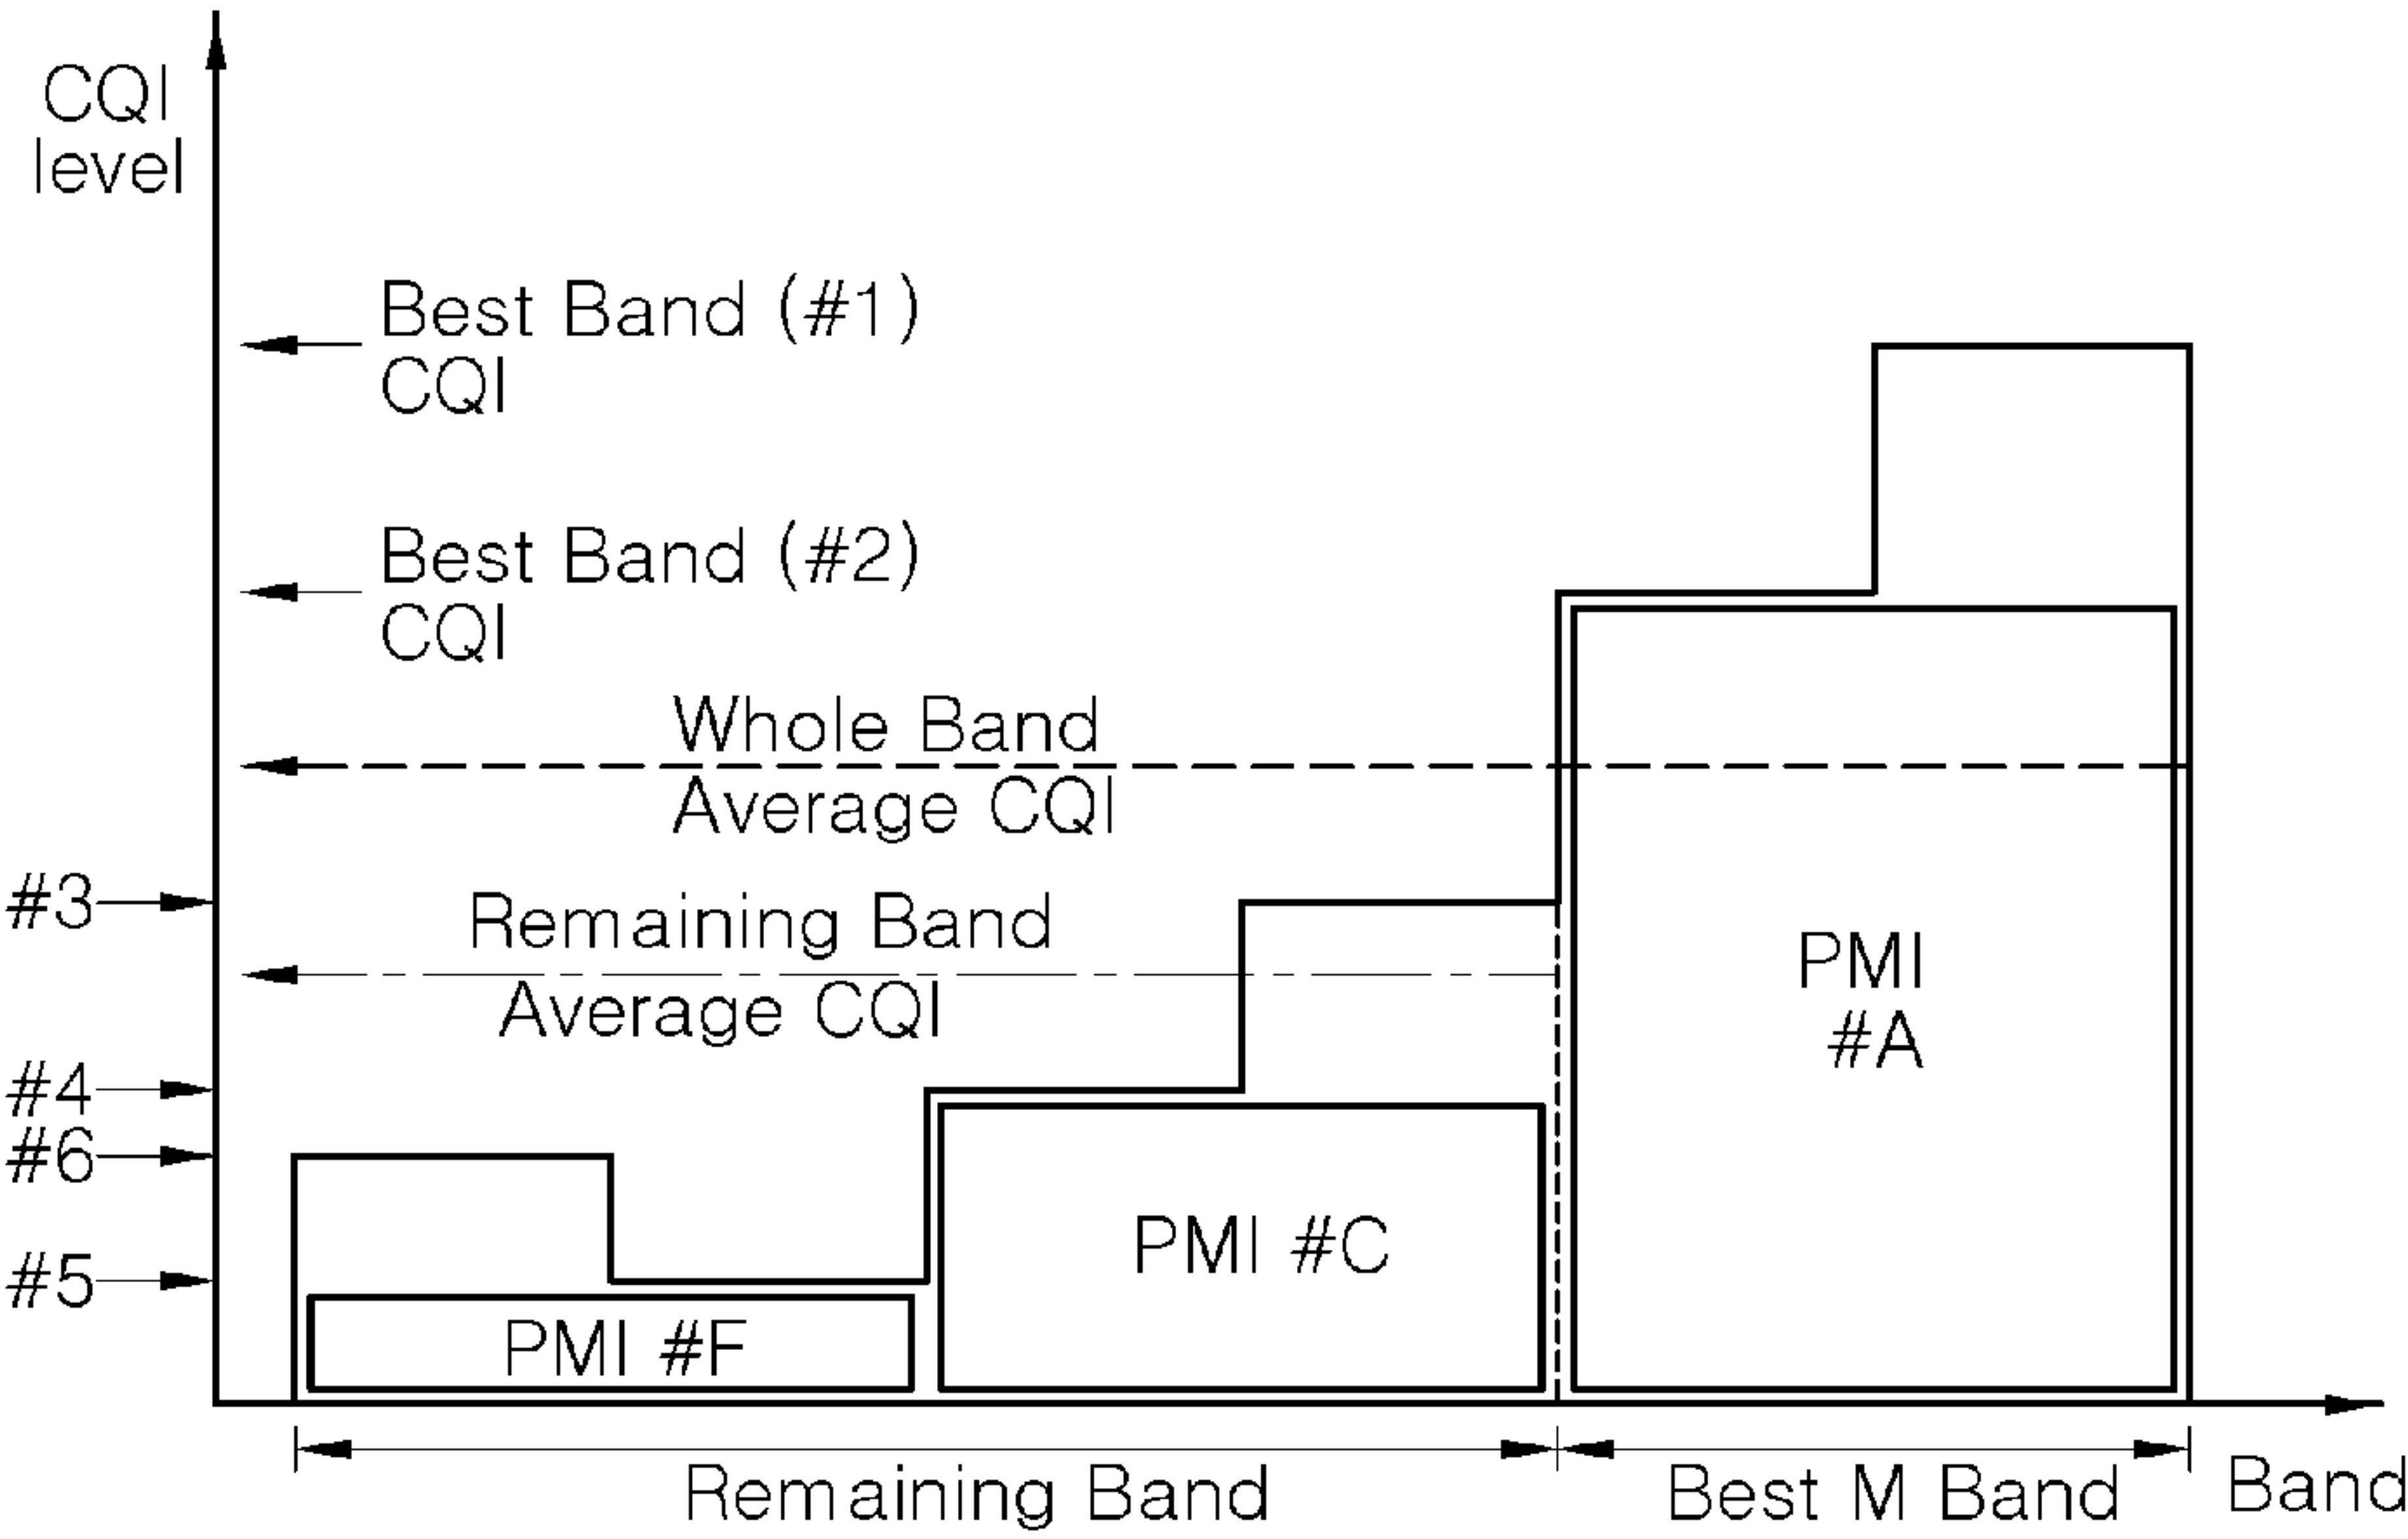 CQI
level
Best Band (#1)
CQI
Best Band (#2)
CQI
Whole Band
Average CQI
#3
Remaining Band
Average CQI
#4
#6
#5
PMI
#A
PMI #C
PMI #F
Remaining Band
Best M Band
Band